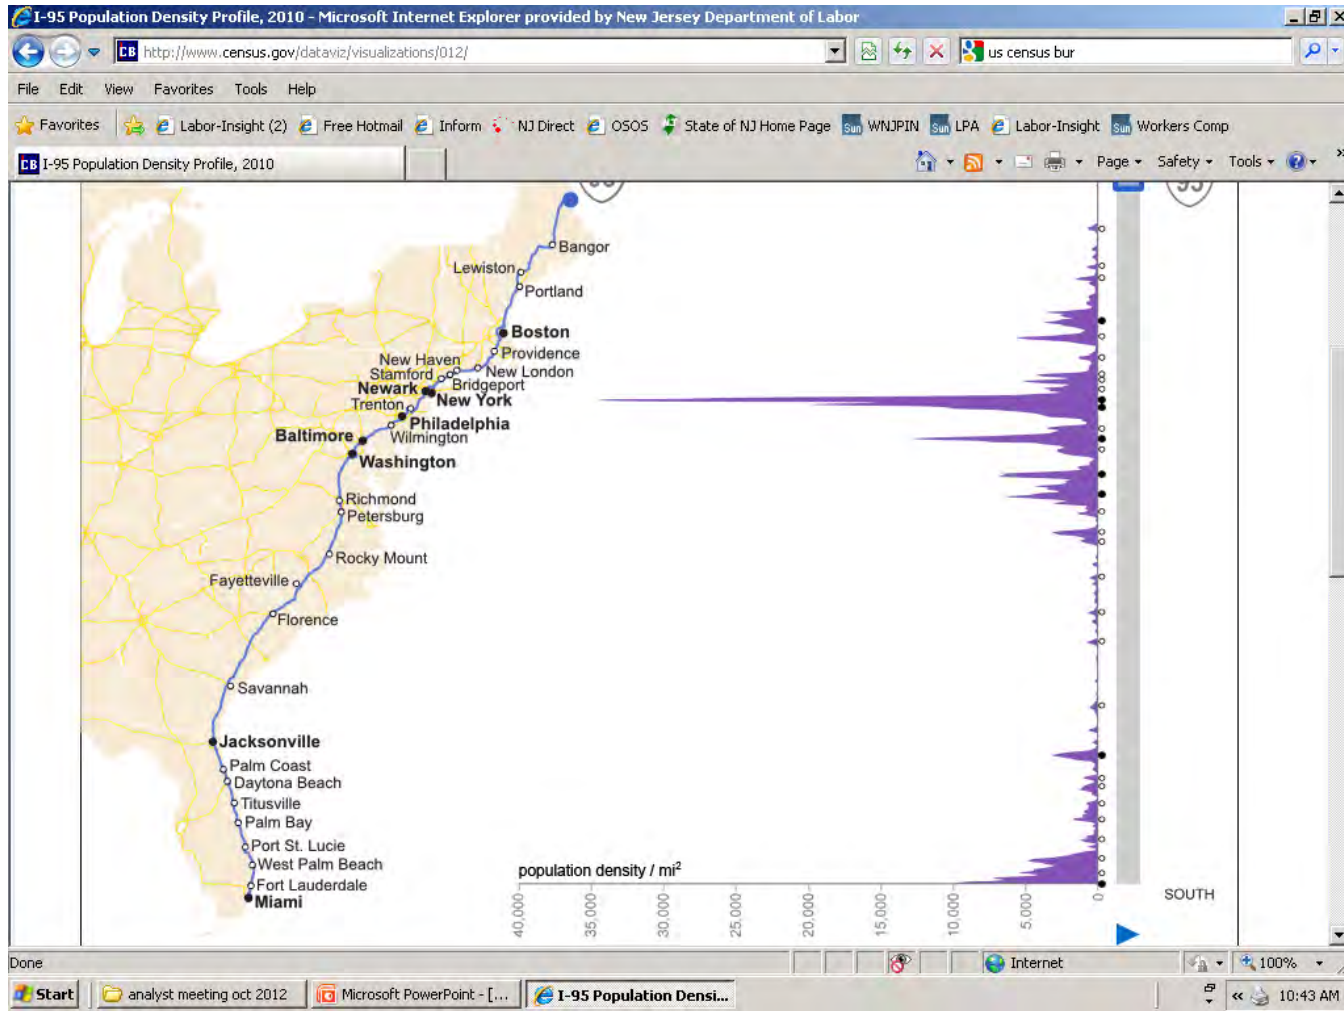 I-95 Population Density Profile, 2010 - Microsoft Internet Explorer provided by New Jersey Department of Labor
CB http://www.census.gov/dataviz/visualizations/012/ us census bur
File Edit View Favorites Tools Help
Favorites Labor-Insight (2) Free Hotmail Inform NJ Direct OSOS State of NJ Home Page Sun WNJPIN Sun LPA Labor-Insight Sun Workers Comp
CB I-95 Population Density Profile, 2010 Page Safety Tools »
95
Bangor
Lewiston
Portland
Boston
Providence
New Haven
New London
Stamford
Bridgeport
Newark
New York
Trenton
Philadelphia
Wilmington
Baltimore
Washington
Richmond
Petersburg
Rocky Mount
Fayetteville
Florence
Savannah
Jacksonville
Palm Coast
Daytona Beach
Titusville
Palm Bay
Port St. Lucie
West Palm Beach
Fort Lauderdale
Miami
population density / mi²
40,000 35,000 30,000 25,000 20,000 15,000 10,000 5,000 0
SOUTH
Done Internet 100%
Start analyst meeting oct 2012 Microsoft PowerPoint - [... I-95 Population Densi... « 10:43 AM